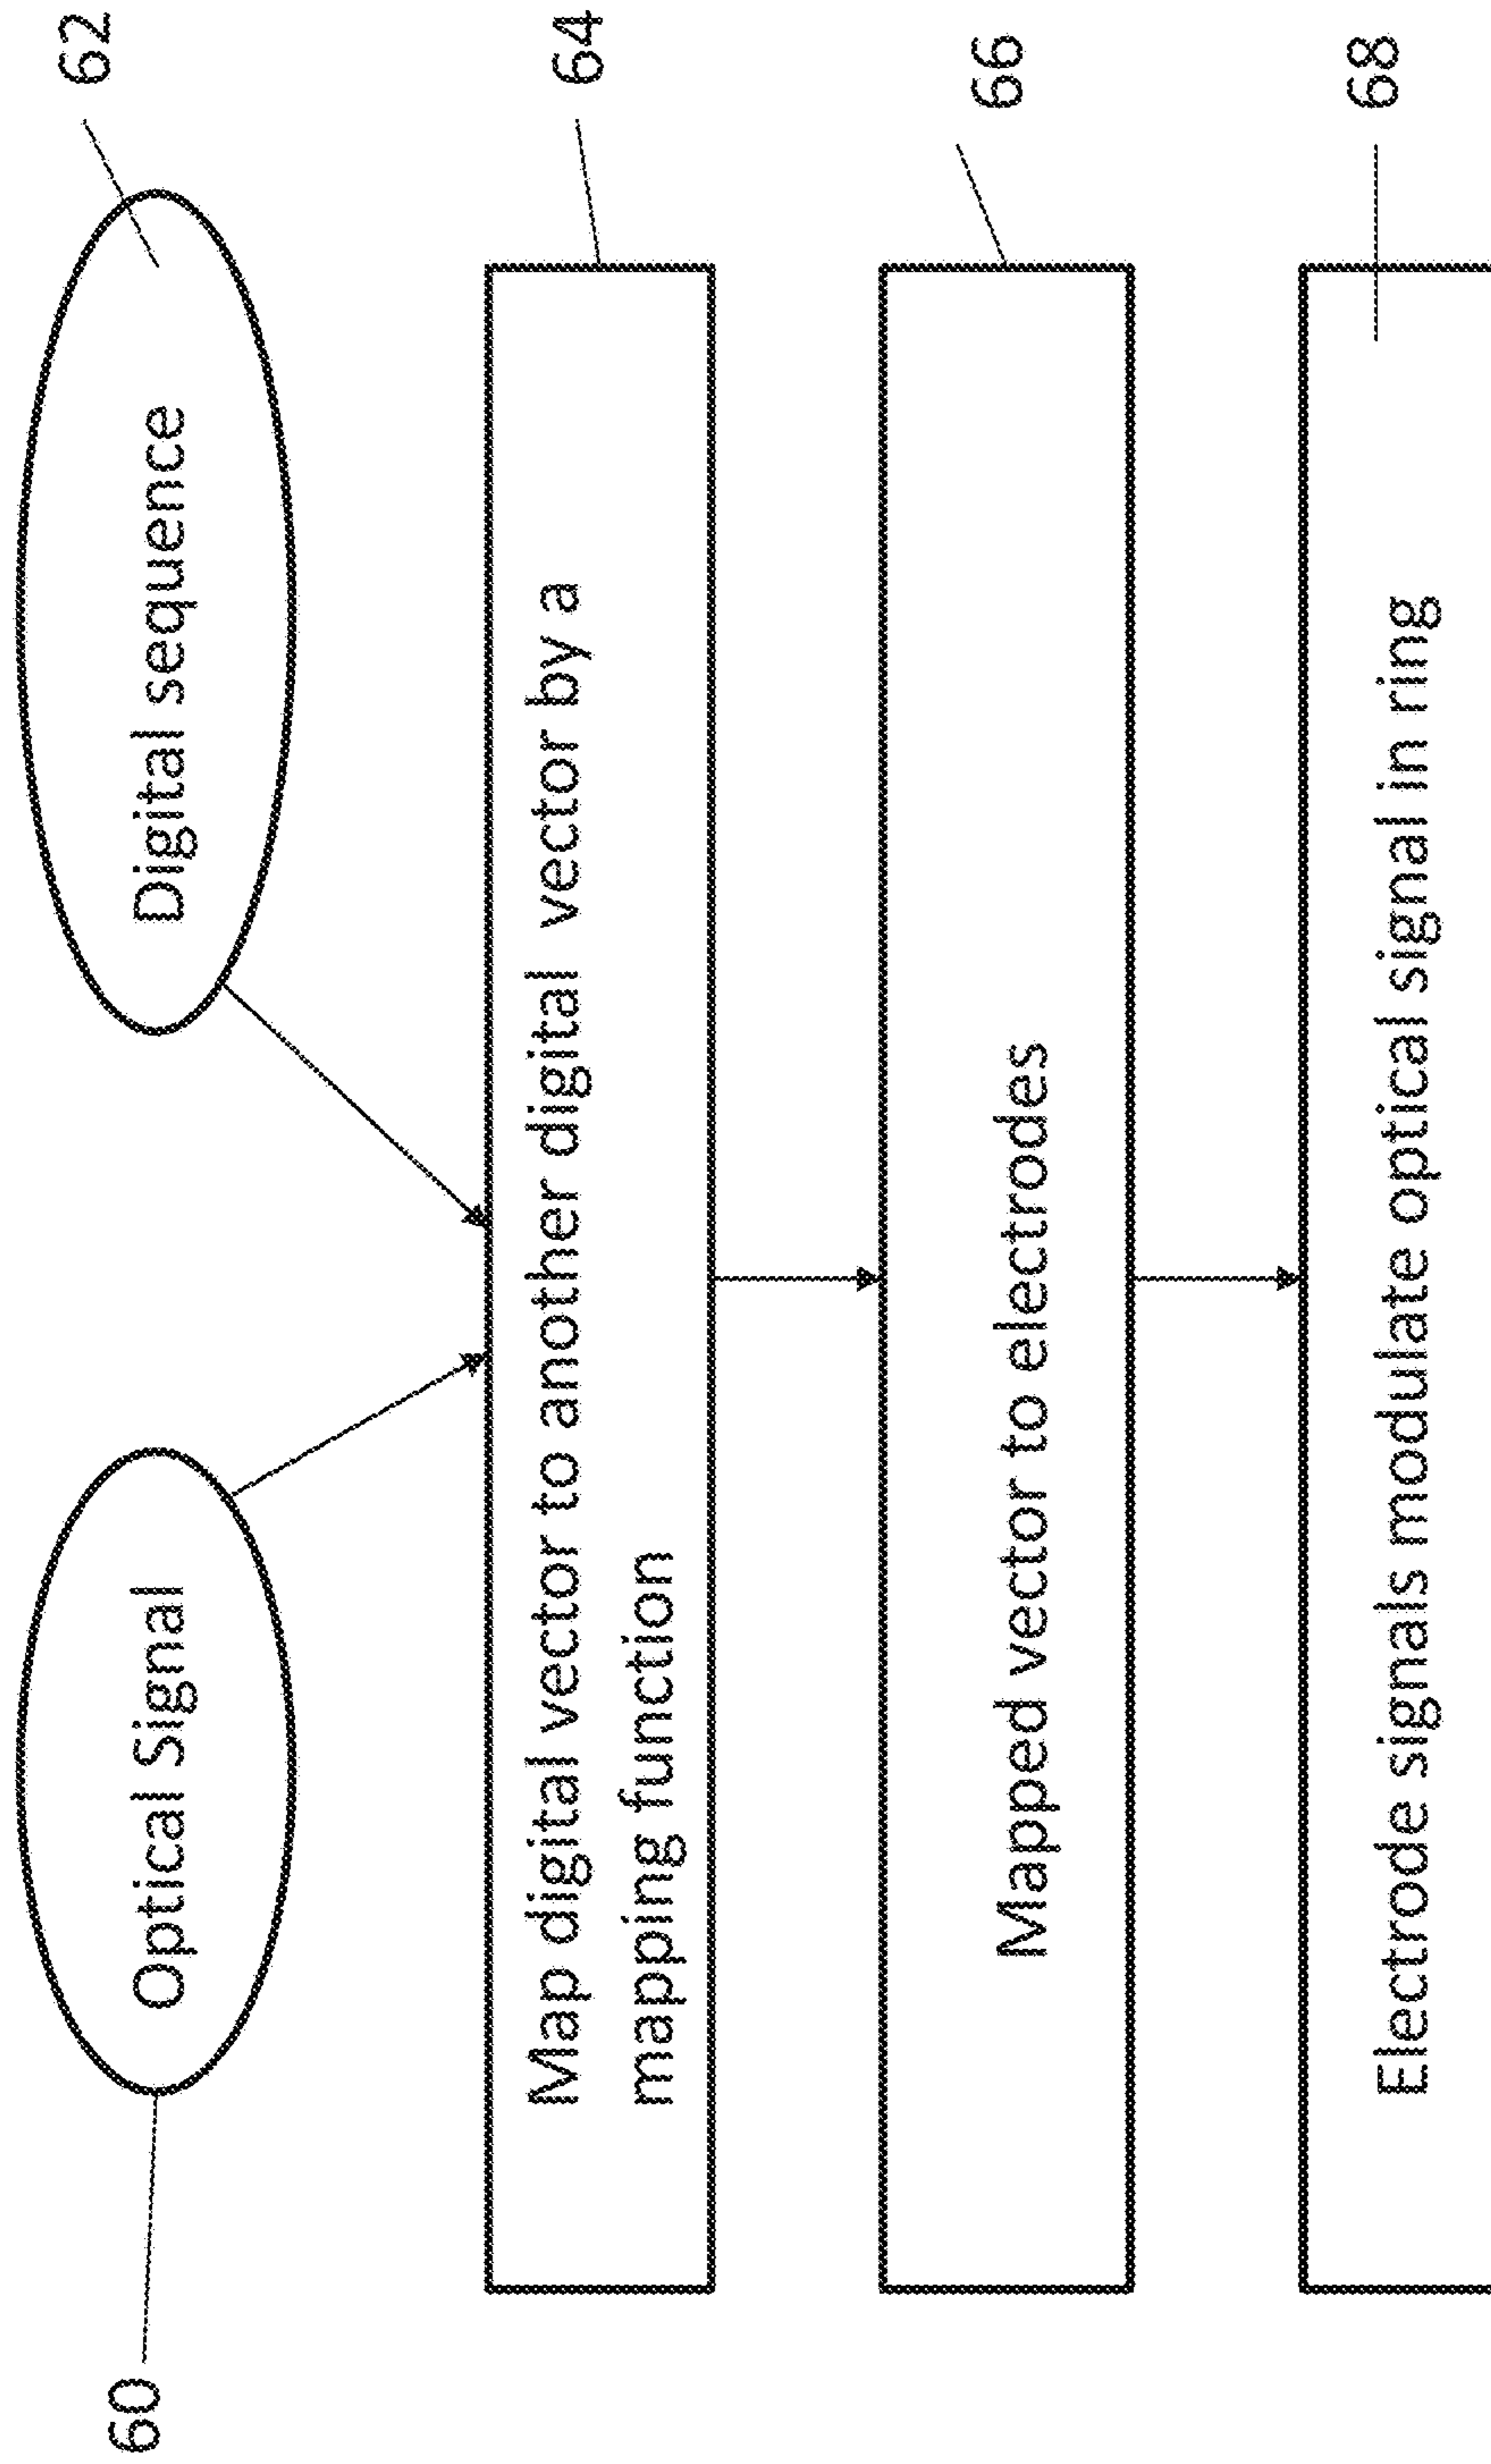 62
60
Optical Signal
Digital sequence
64
Map digital vector to another digital vector by a
mapping function
66
Mapped vector to electrodes
68
Electrode signals modulate optical signal in ring